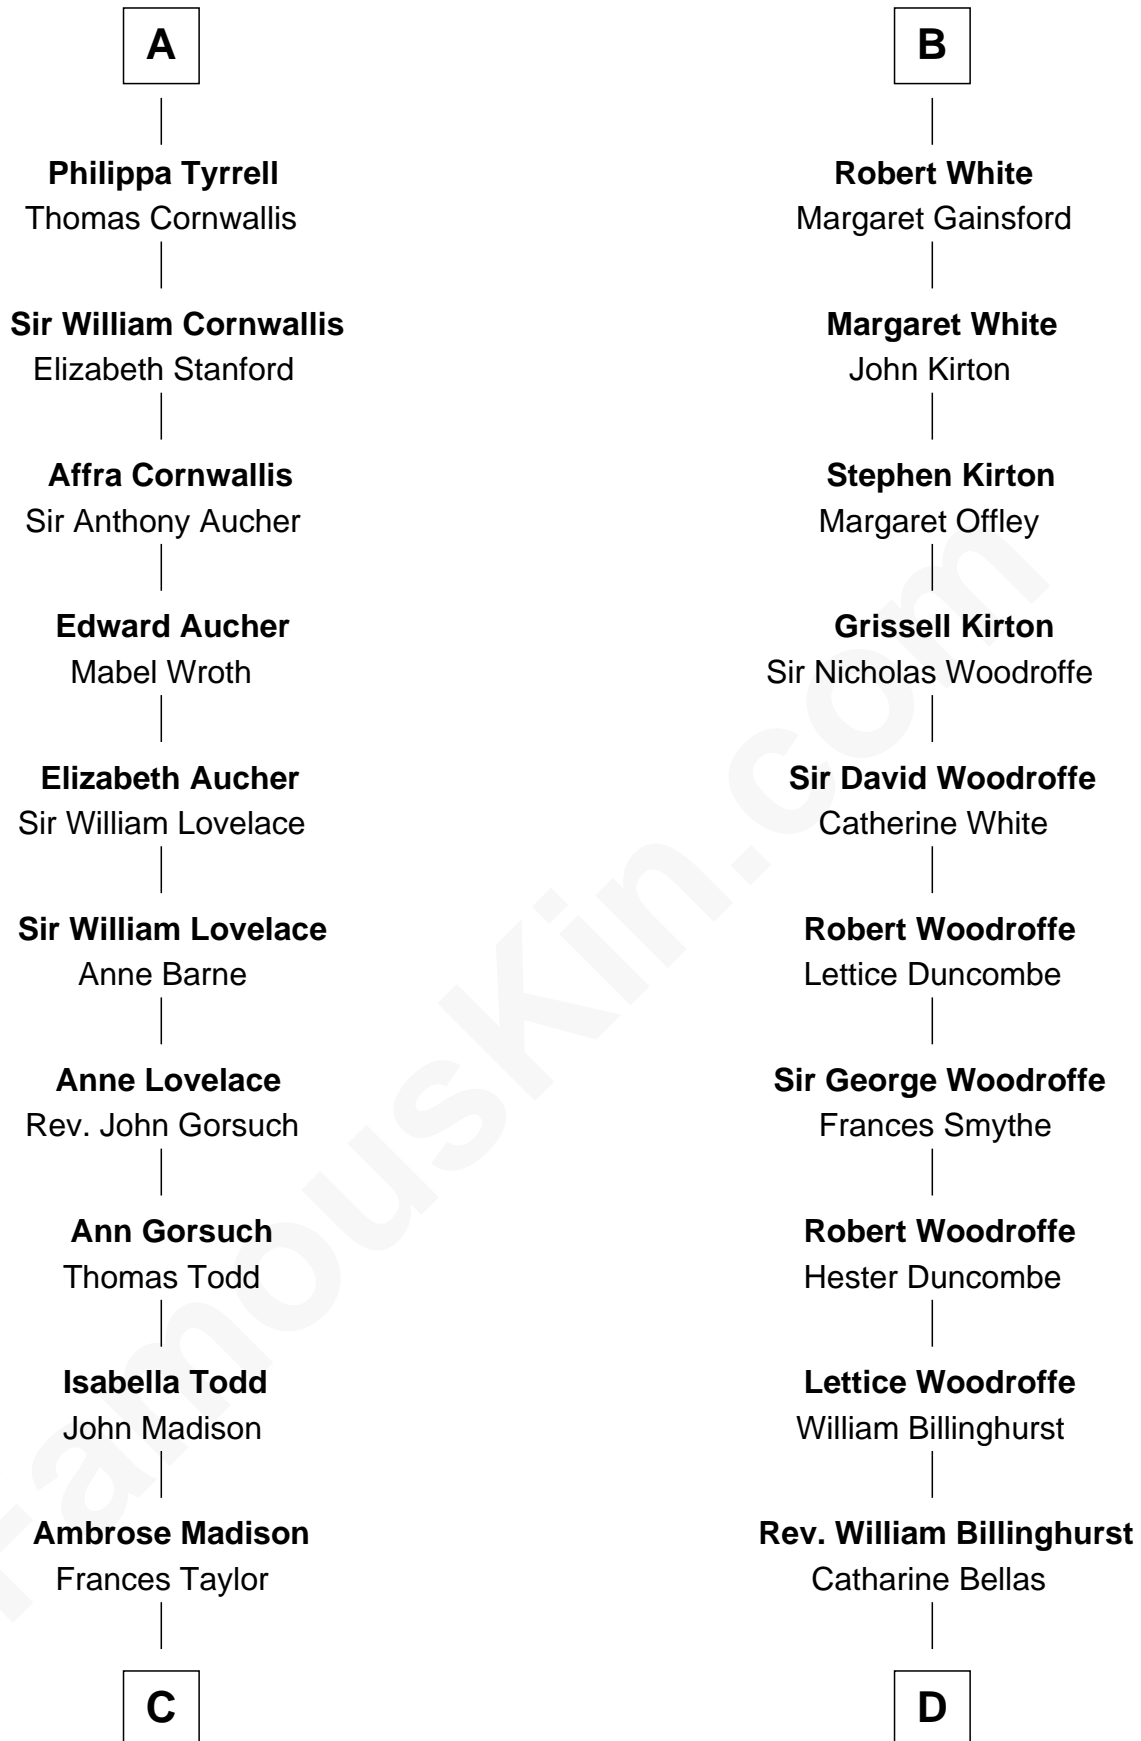 A
Philippa Tyrrell
Thomas Cornwallis
Sir William Cornwallis
Elizabeth Stanford
Affra Cornwallis
Sir Anthony Aucher
Edward Aucher
Mabel Wroth
Elizabeth Aucher
Sir William Lovelace
Sir William Lovelace
Anne Barne
Anne Lovelace
Rev. John Gorsuch
Ann Gorsuch
Thomas Todd
Isabella Todd
John Madison
Ambrose Madison
Frances Taylor
C
B
Robert White
Margaret Gainsford
Margaret White
John Kirton
Stephen Kirton
Margaret Offley
Grissell Kirton
Sir Nicholas Woodroffe
Sir David Woodroffe
Catherine White
Robert Woodroffe
Lettice Duncombe
Sir George Woodroffe
Frances Smythe
Robert Woodroffe
Hester Duncombe
Lettice Woodroffe
William Billinghurst
Rev. William Billinghurst
Catharine Bellas
D
FamousKin.com